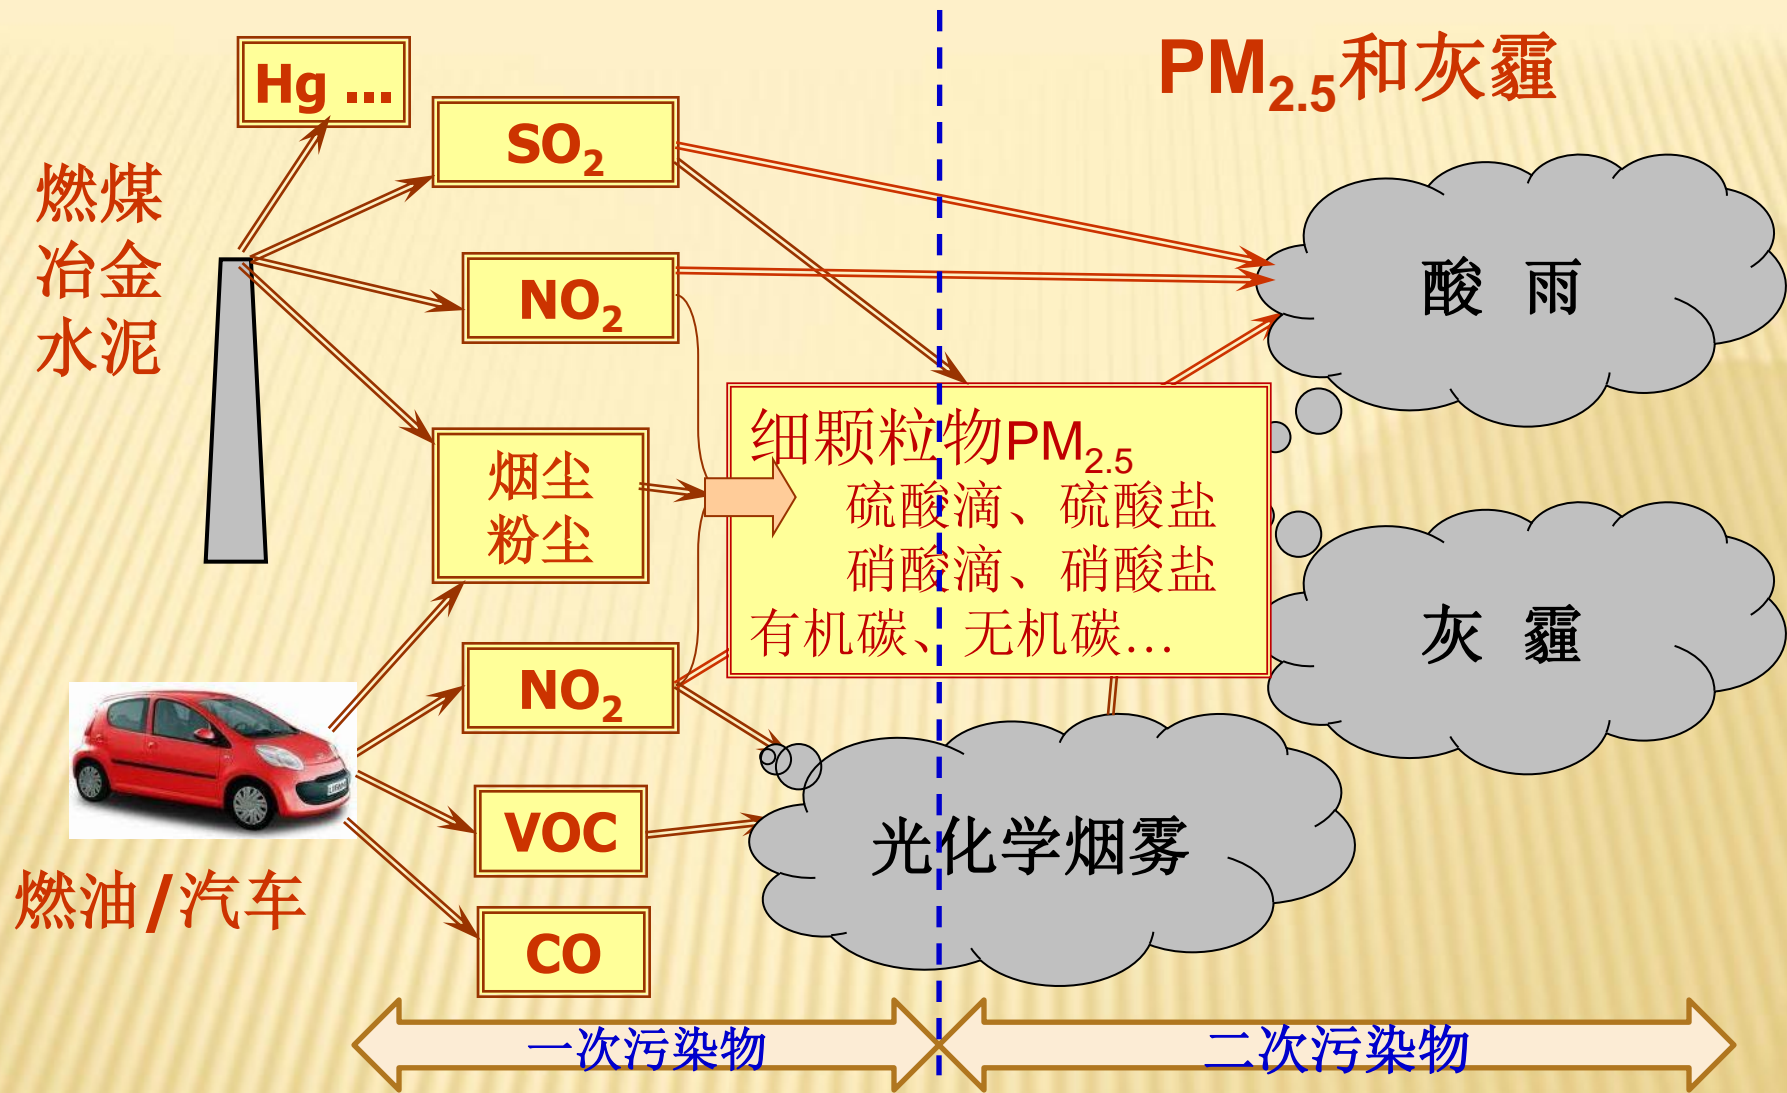 PM2.5和灰霾
Hg ...
SO2
燃煤
冶金
水泥
NO2
酸 雨
细颗粒物PM2.5
硫酸滴、硫酸盐
硝酸滴、硝酸盐
有机碳、无机碳...
烟尘
粉尘
灰 霾
NO2
VOC
光化学烟雾
燃油/汽车
CO
一次污染物
二次污染物